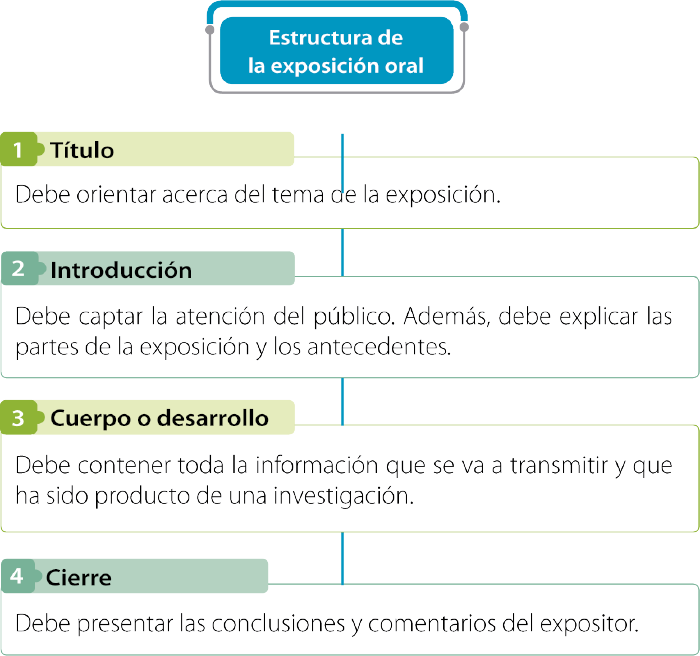 Estructura de
la exposición oral
1 Título
Debe orientar acerca del tema de la exposición.
2 Introducción
Debe captar la atención del público. Además, debe explicar las
partes de la exposición y los antecedentes.
3 Cuerpo o desarrollo
Debe contener toda la información que se va a transmitir y que
ha sido producto de una investigación.
4 Cierre
Debe presentar las conclusiones y comentarios del expositor.